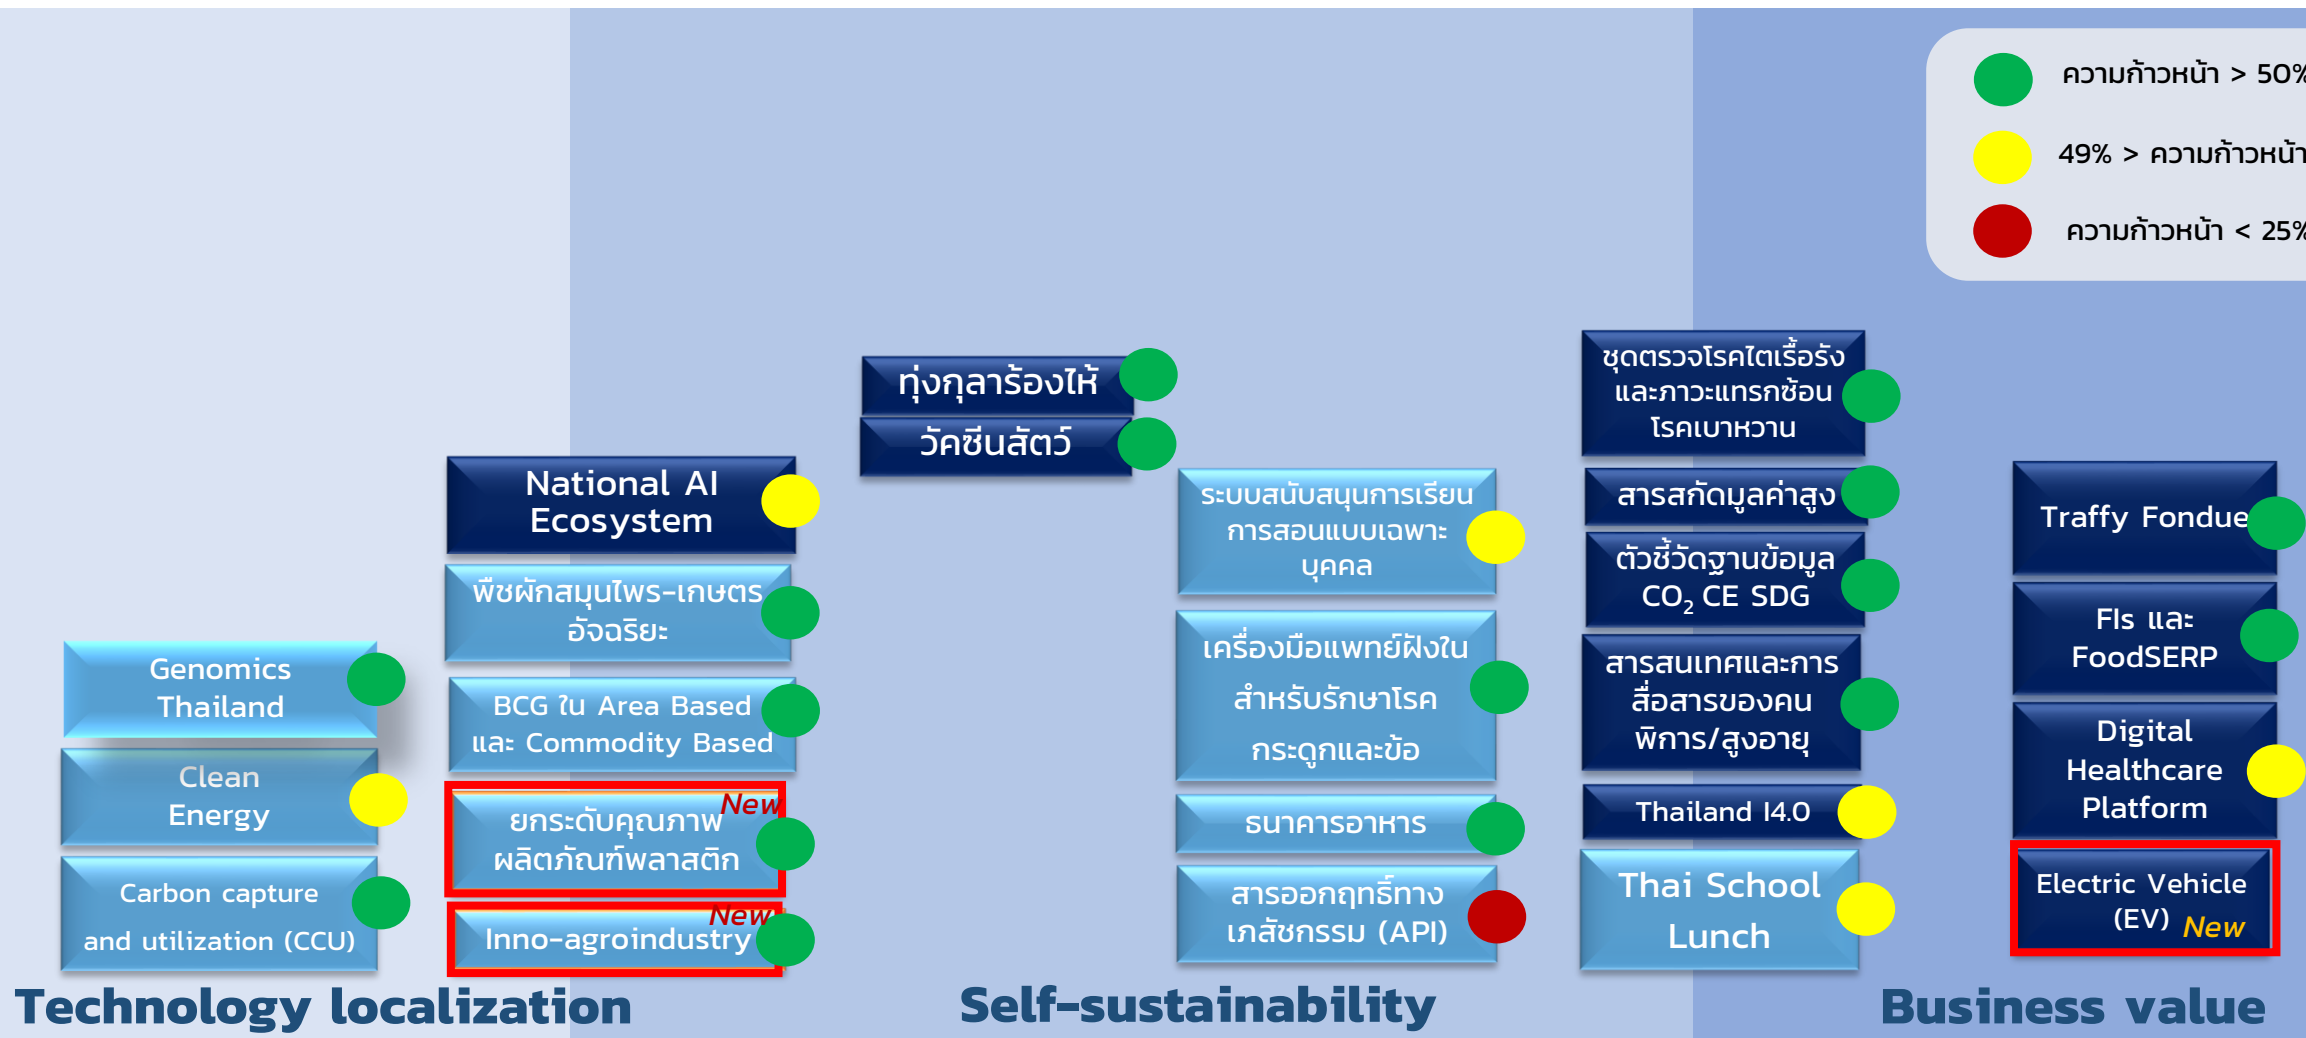 ความก้าวหน้า > 50%
49% > ความก้าวหน้า
ความก้าวหน้า < 25%
ทุ่งกุลาร้องไห้
วัคซีนสัตว์
ชุดตรวจโรคไตเรื้อรัง
และภาวะแทรกซ้อน
โรคเบาหวาน
National AI
Ecosystem
พืชผักสมุนไพร-เกษตร
อัจฉริยะ
BCG ใน Area Based
และ Commodity Based
New
ยกระดับคุณภาพ
ผลิตภัณฑ์พลาสติก
New
Inno-agroindustry
Genomics
Thailand
Clean
Energy
Carbon capture
and utilization (CCU)
ระบบสนับสนุนการเรียน
การสอนแบบเฉพาะ
บุคคล
เครื่องมือแพทย์ฝังใน
สำหรับรักษาโรค
กระดูกและข้อ
ธนาคารอาหาร
สารออกฤทธิ์ทาง
เภสัชกรรม (API)
สารสกัดมูลค่าสูง
ตัวชี้วัดฐานข้อมูล
CO₂ CE SDG
สารสนเทศและการ
สื่อสารของคน
พิการ/สูงอายุ
Thailand I4.0
Thai School
Lunch
Traffy Fondue
FIs และ
FoodSERP
Digital
Healthcare
Platform
Electric Vehicle
(EV) New
Technology localization
Self-sustainability
Business value